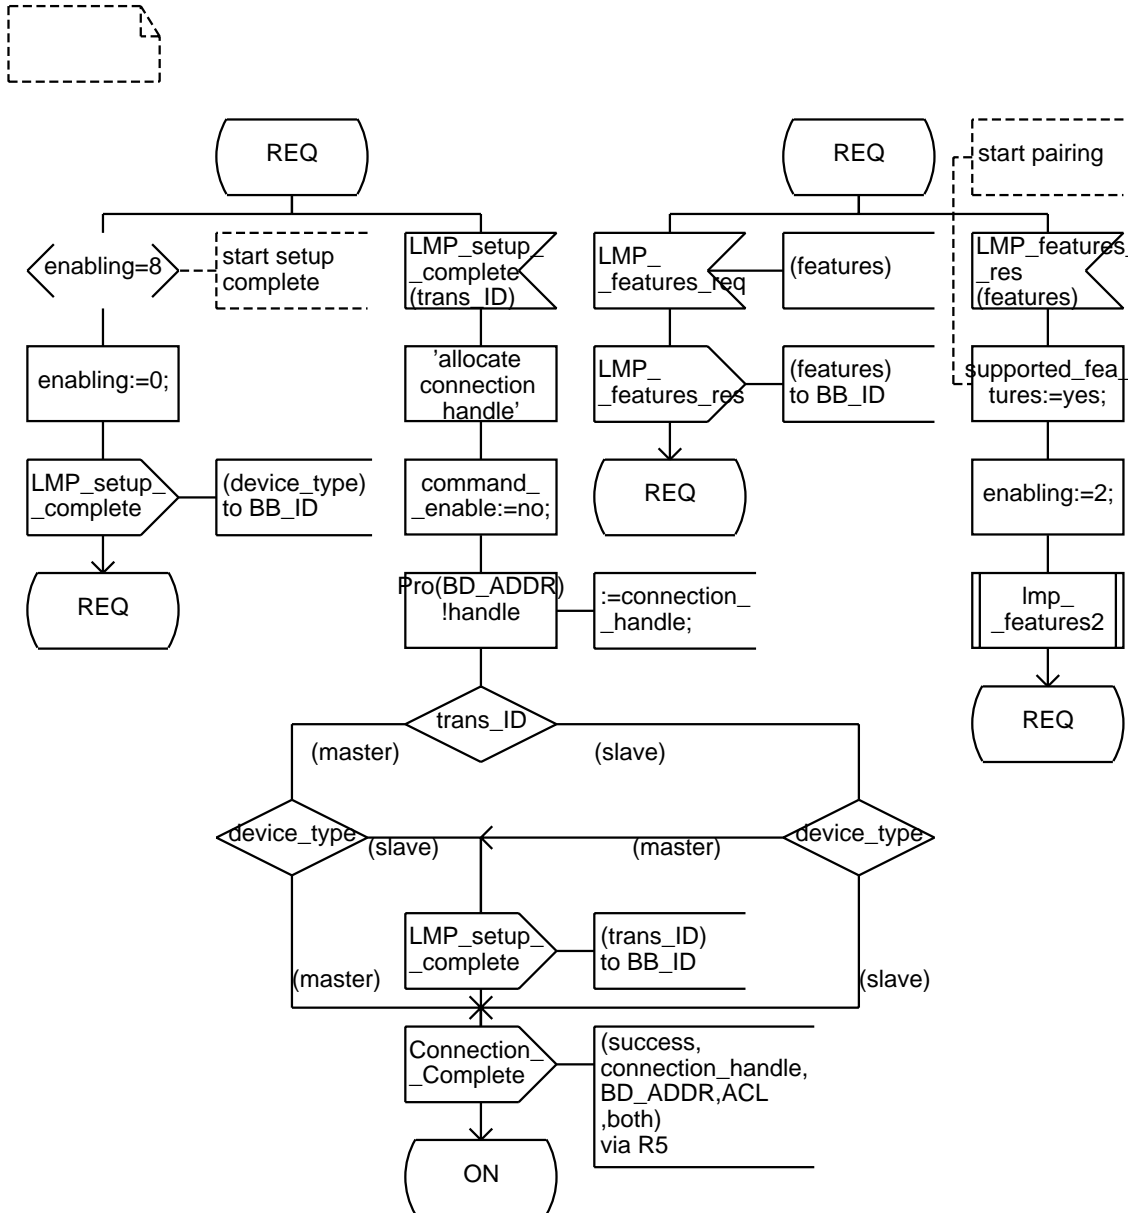 REQ
enabling=8
start setup
complete
enabling:=0;
LMP_setup_
_complete
(device_type)
to BB_ID
REQ
LMP_setup_
_complete
(trans_ID)
'allocate
connection
handle'
command_
_enable:=no;
Pro(BD_ADDR)
!handle
:=connection_
_handle;
trans_ID
(master)
(slave)
device_type
(slave)
(master)
device_type
LMP_setup_
_complete
(trans_ID)
to BB_ID
(master)
(slave)
Connection_
_Complete
(success,
connection_handle,
BD_ADDR,ACL
,both)
via R5
ON
REQ
start pairing
LMP_
_features_req
(features)
LMP_
_features_res
(features)
to BB_ID
REQ
LMP_features_
_res
(features)
supported_fea_
tures:=yes;
enabling:=2;
lmp_
_features2
REQ